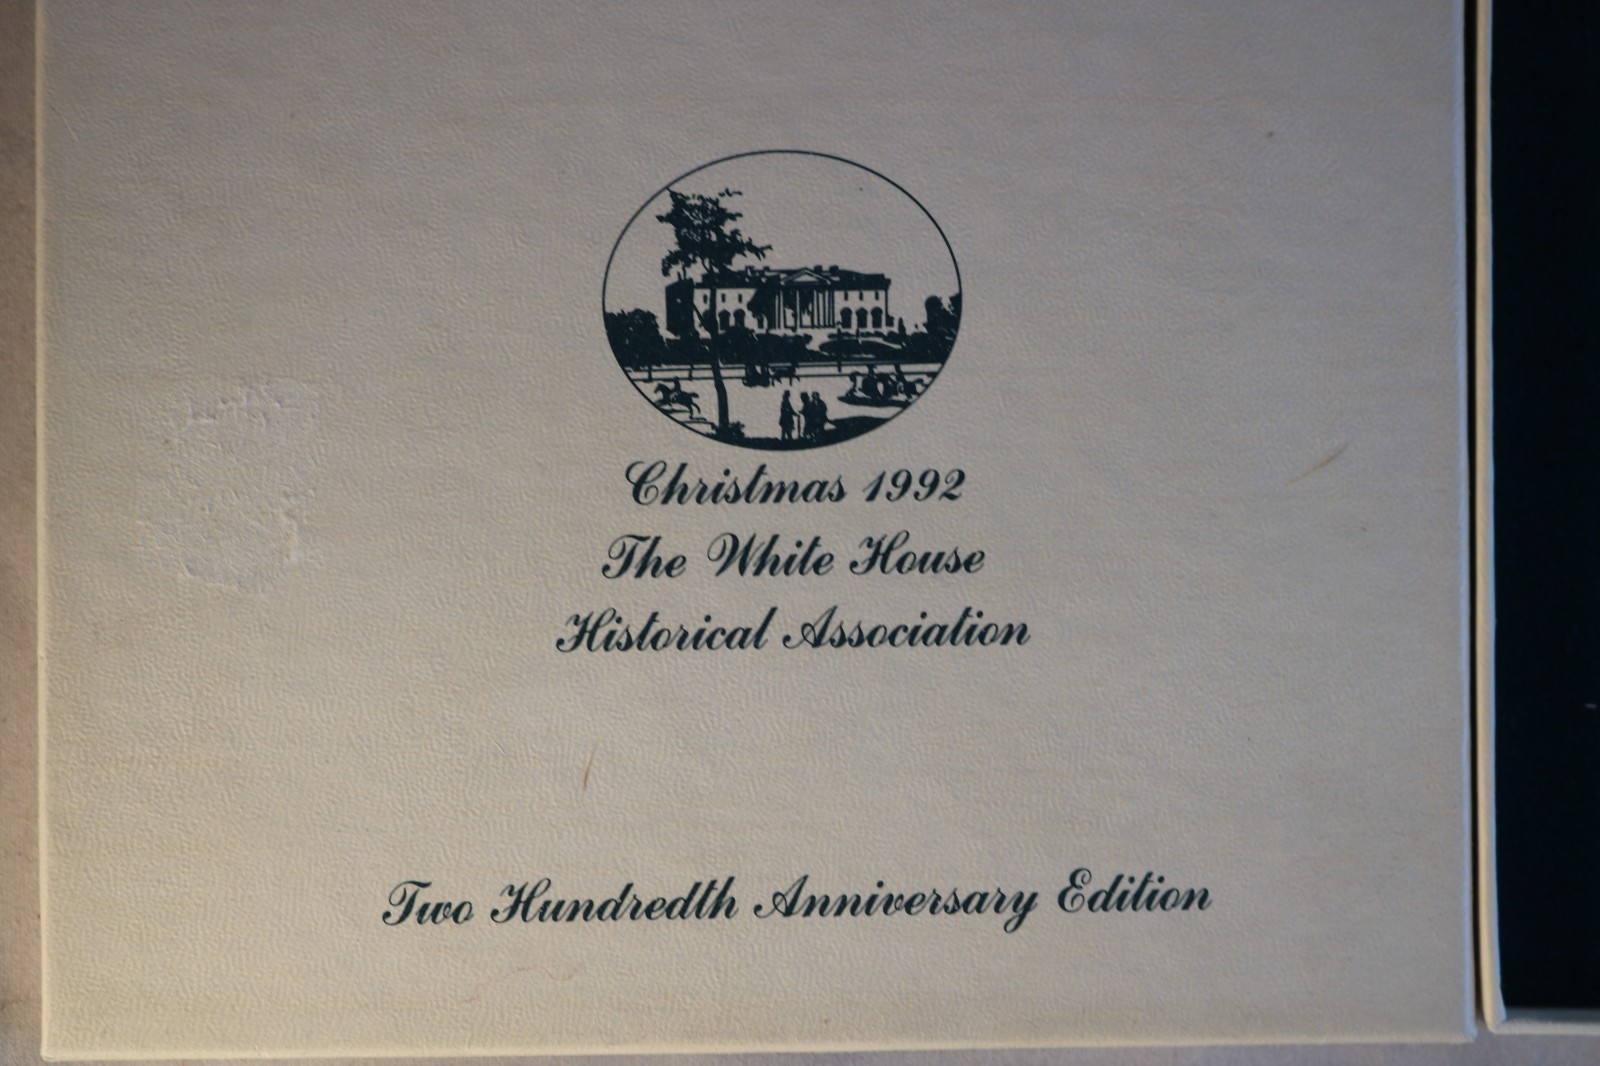 Christmas 1992
The White House
Historical Association
Two Hundredth Anniversary Edition